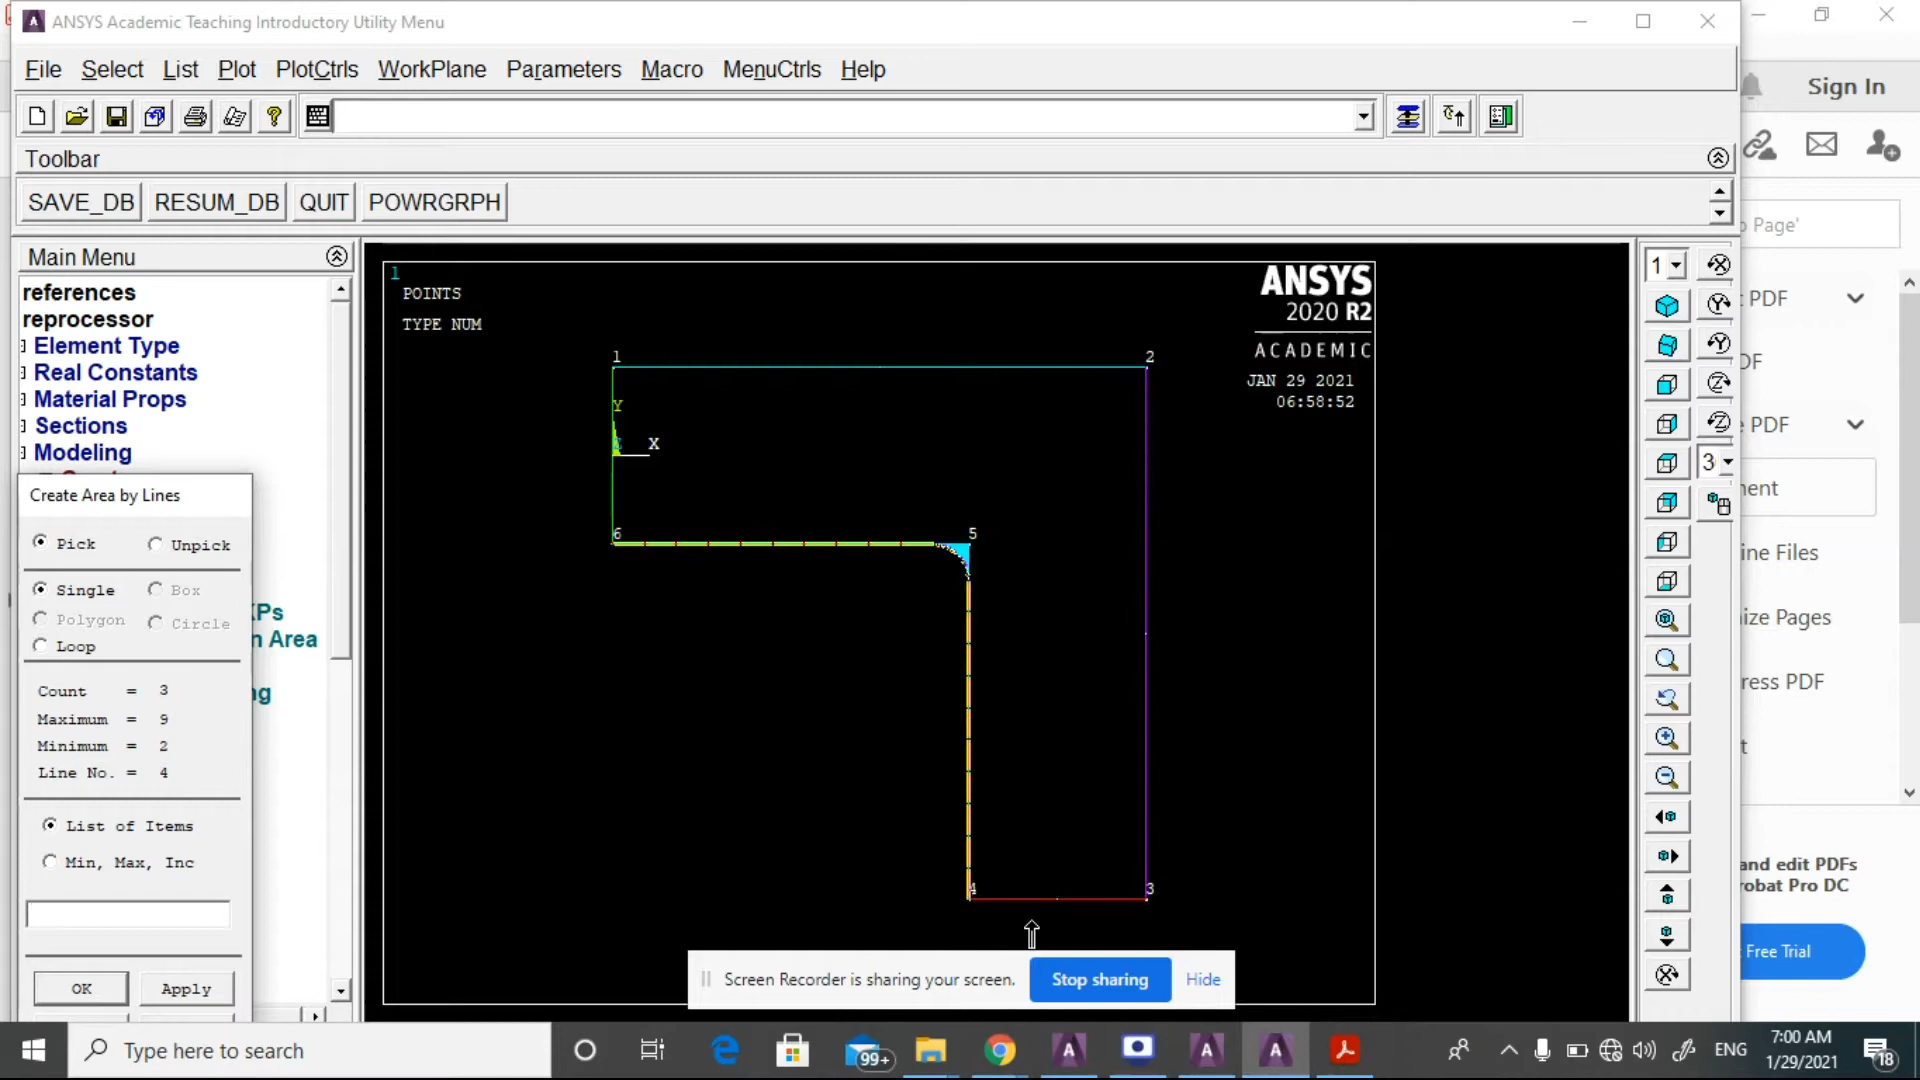 ANSYS Academic Teaching Introductory Utility Menu
File Select List Plot PlotCtrls WorkPlane Parameters Macro MenuCtrls Help
Sign In
Toolbar
SAVE_DB RESUM_DB QUIT POWRGRPH
Page'
Main Menu
references
reprocessor
Element Type
Real Constants
Material Props
Sections
Modeling
KPs
n Area
ng
Create Area by Lines
Pick Unpick
Single Box
Polygon Circle
Loop
Count = 3
Maximum = 9
Minimum = 2
Line No. = 4
List of Items
Min, Max, Inc
OK Apply
1
POINTS
TYPE NUM
ANSYS
2020 R2
ACADEMIC
JAN 29 2021
06:58:52
1 2
Y
X
6 5
4 3
1
3
PDF
DF
PDF
ment
ine Files
ize Pages
ress PDF
t
and edit PDFs
robat Pro DC
Free Trial
Screen Recorder is sharing your screen. Stop sharing Hide
Type here to search
99+
ENG
7:00 AM
1/29/2021
18